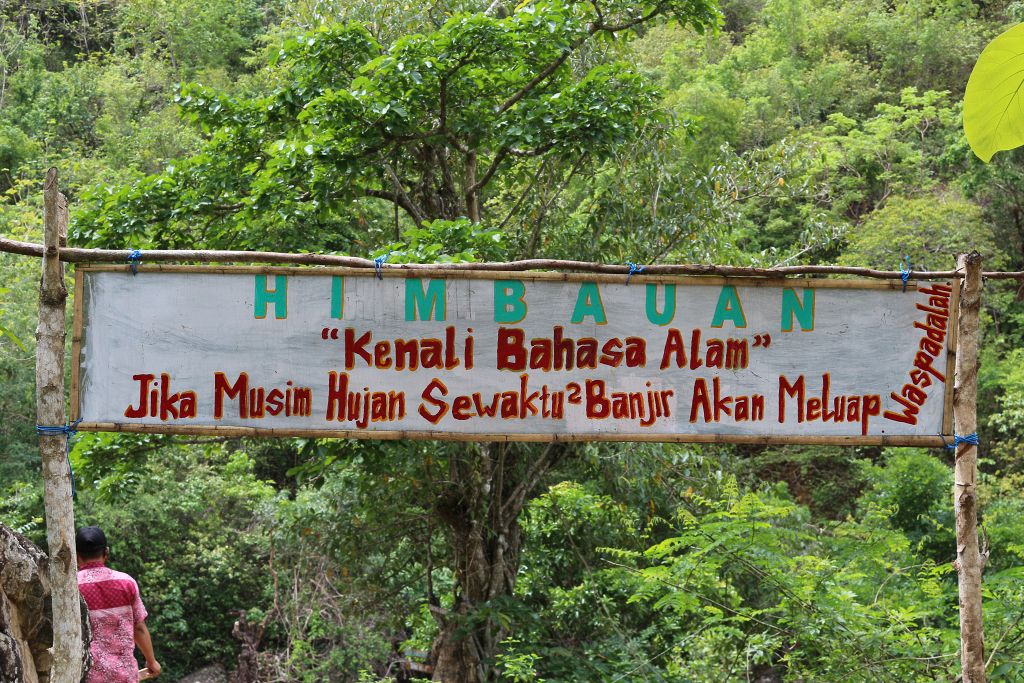 HIMBAUAN
“Kenali Bahasa Alam”
Jika Musim Hujan Sewaktu² Banjir Akan Meluap
Waspadalah.